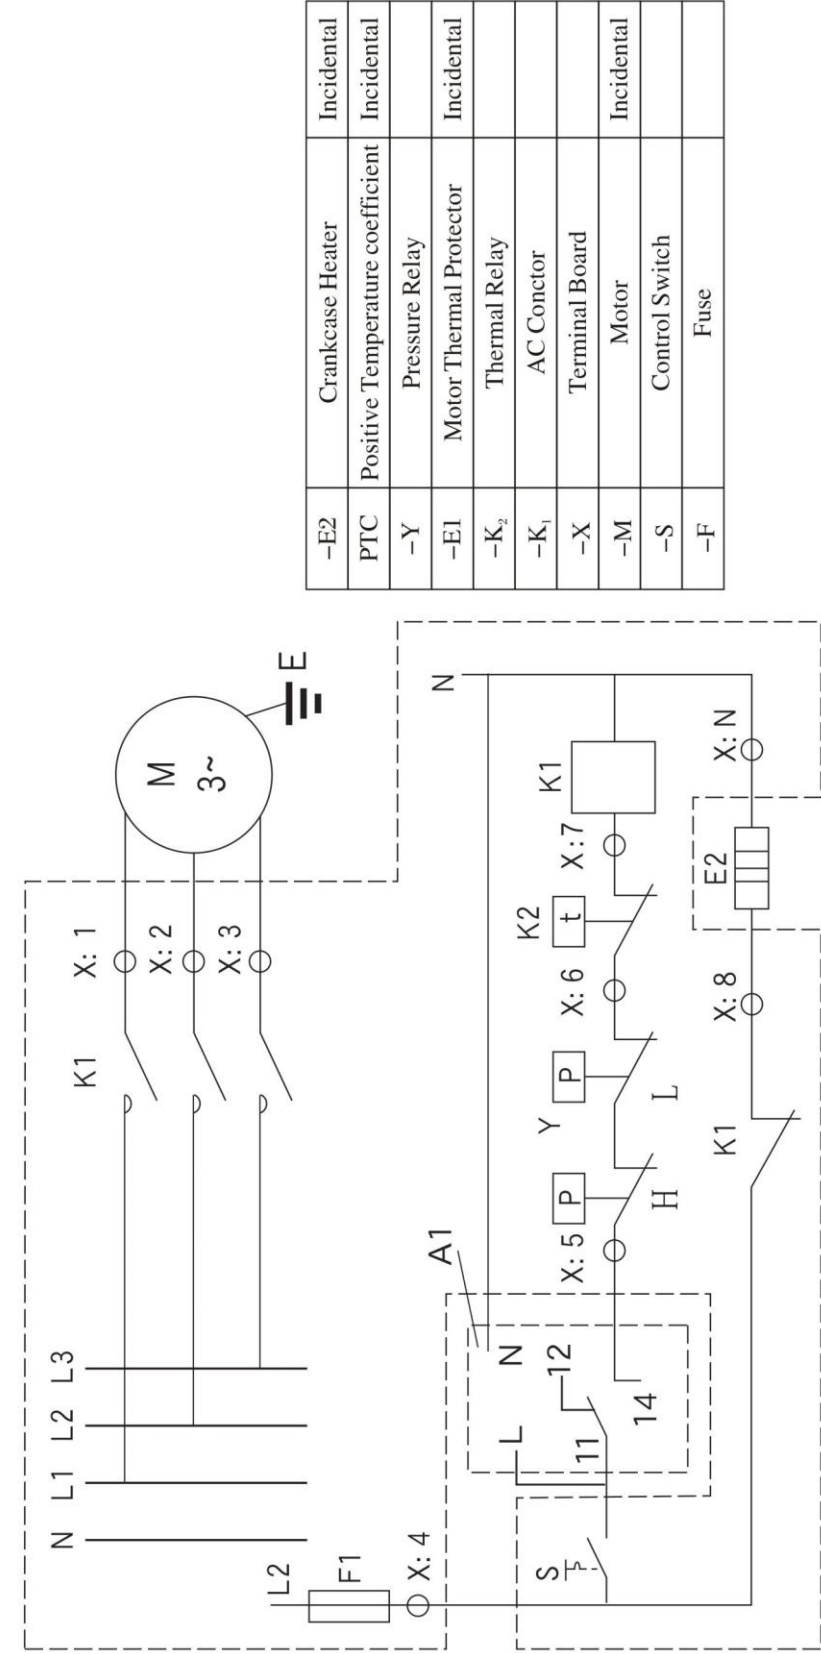 N L1 L2 L3
K1
X: 1
X: 2
X: 3
M
3~
E
L2
F1
X: 4
S
L N
11 12
14
A1
X: 5
P
H
Y
P
L
X: 6
K2
t
X:7
K1
N
K1
X: 8
E2
X: N
–E2 Crankcase Heater Incidental
PTC Positive Temperature coefficient Incidental
–Y Pressure Relay
–E1 Motor Thermal Protector Incidental
–K₂ Thermal Relay
–K₁ AC Conctor
–X Terminal Board
–M Motor Incidental
–S Control Switch
–F Fuse